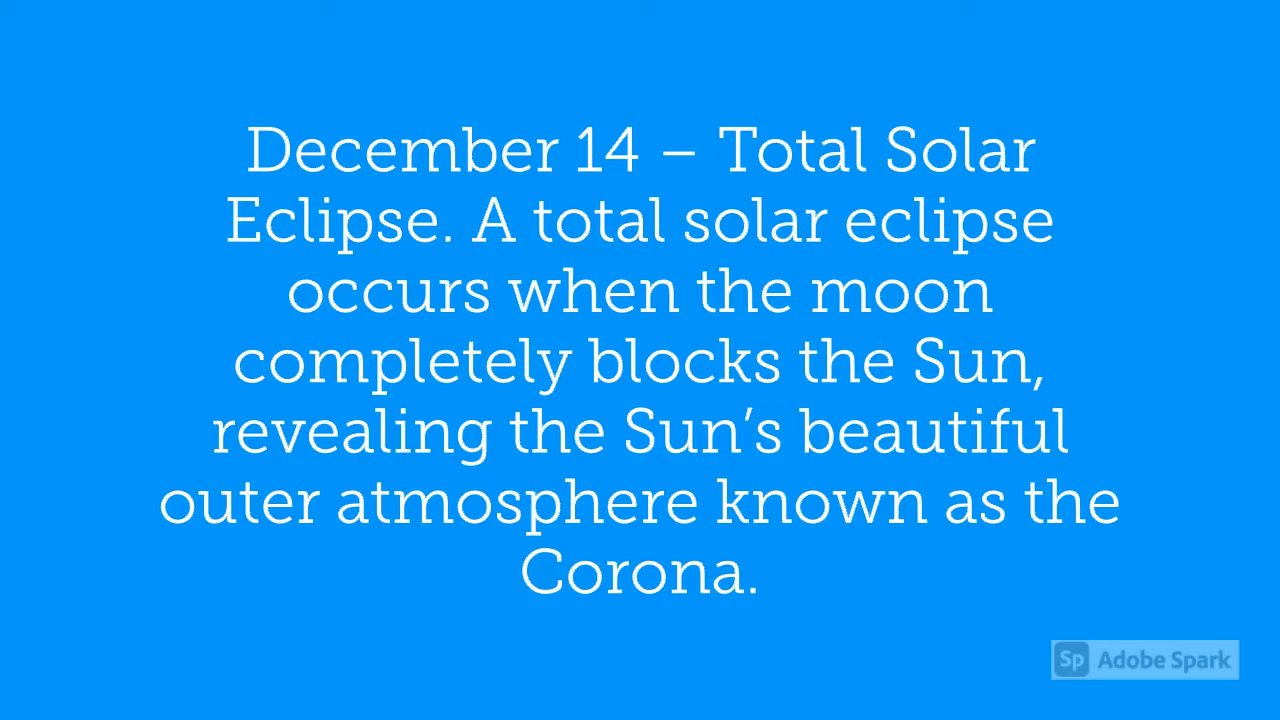 December 14 – Total Solar
Eclipse. A total solar eclipse
occurs when the moon
completely blocks the Sun,
revealing the Sun’s beautiful
outer atmosphere known as the
Corona.
Sp Adobe Spark